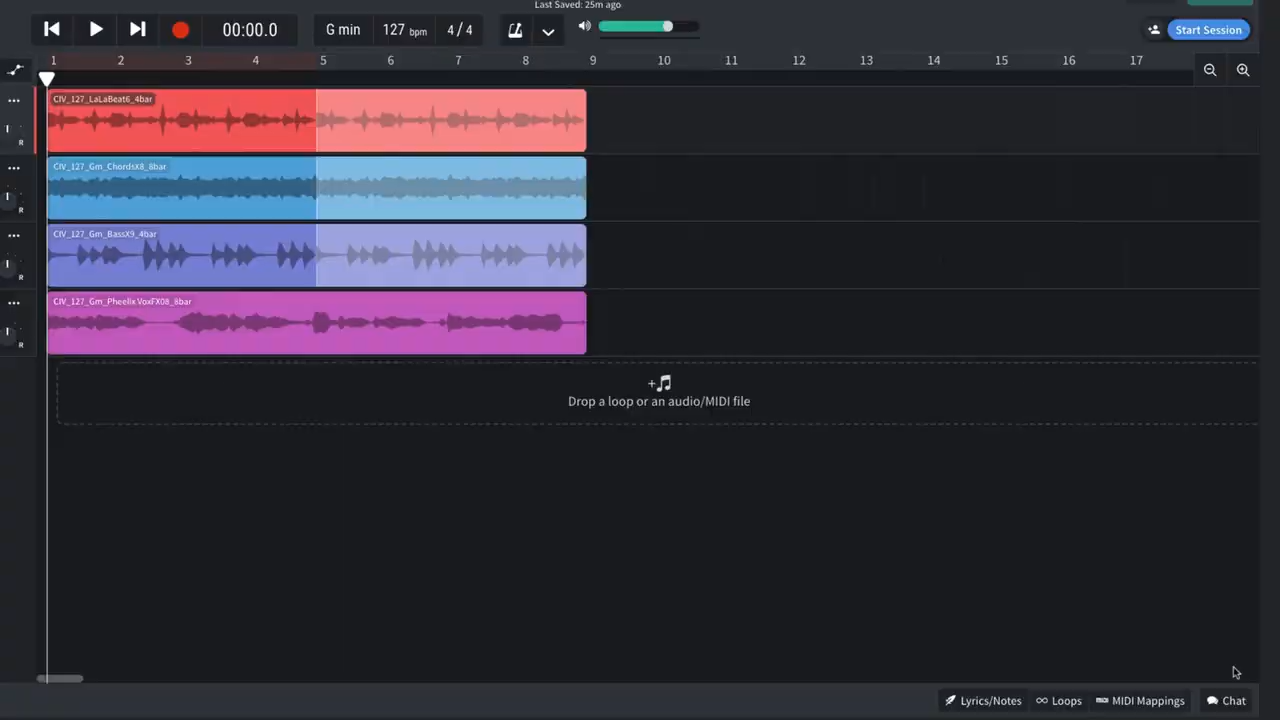 Last Saved: 25m ago
00:00.0
G min
127 bpm
4 / 4
Start Session
1 2 3 4 5 6 7 8 9 10 11 12 13 14 15 16 17
CIV_127_LaLaBeat6_4bar
R
CIV_127_Gm_ChordsX8_8bar
R
CIV_127_Gm_BassX9_4bar
R
CIV_127_Gm_Pheelix VoxFX08_8bar
R
Drop a loop or an audio/MIDI file
Lyrics/Notes
Loops
MIDI Mappings
Chat